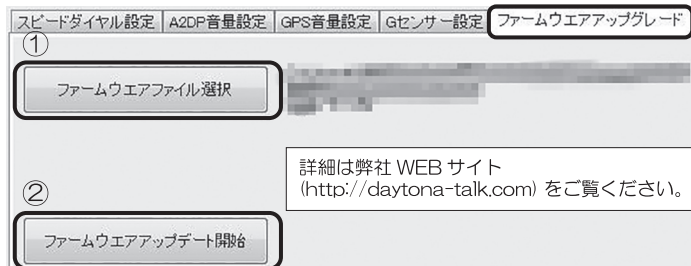 スピードダイヤル設定 A2DP音量設定 GPS音量設定 Gセンサー設定 ファームウエアアップグレード
①
ファームウエアファイル選択
詳細は弊社 WEB サイト
(http://daytona-talk.com) をご覧ください。
②
ファームウエアアップデート開始